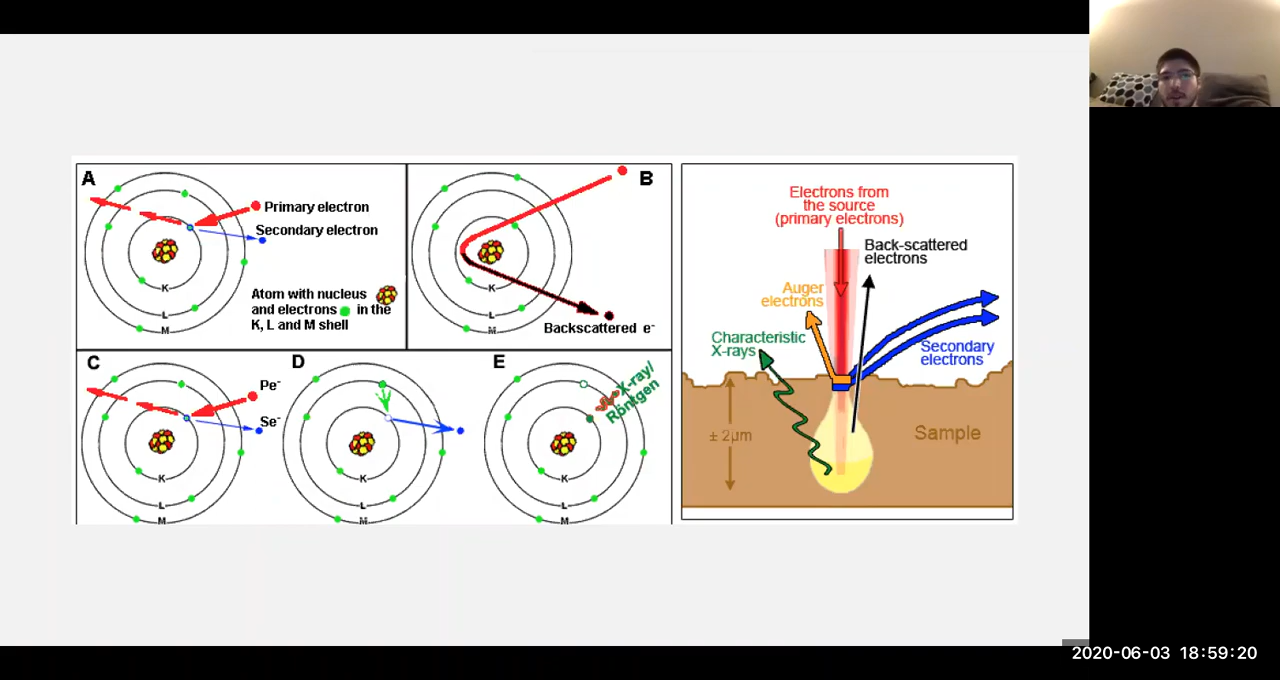 A
Primary electron
Secondary electron
Atom with nucleus
and electrons in the
K, L and M shell
K
L
M
B
K
L
M
Backscattered e-
C
Pe-
Se-
K
L
M
D
K
L
M
E
X-ray/
Röntgen
K
L
M
Electrons from
the source
(primary electrons)
Back-scattered
electrons
Auger
electrons
Characteristic
X-rays
Secondary
electrons
± 2µm
Sample
2020-06-03 18:59:20